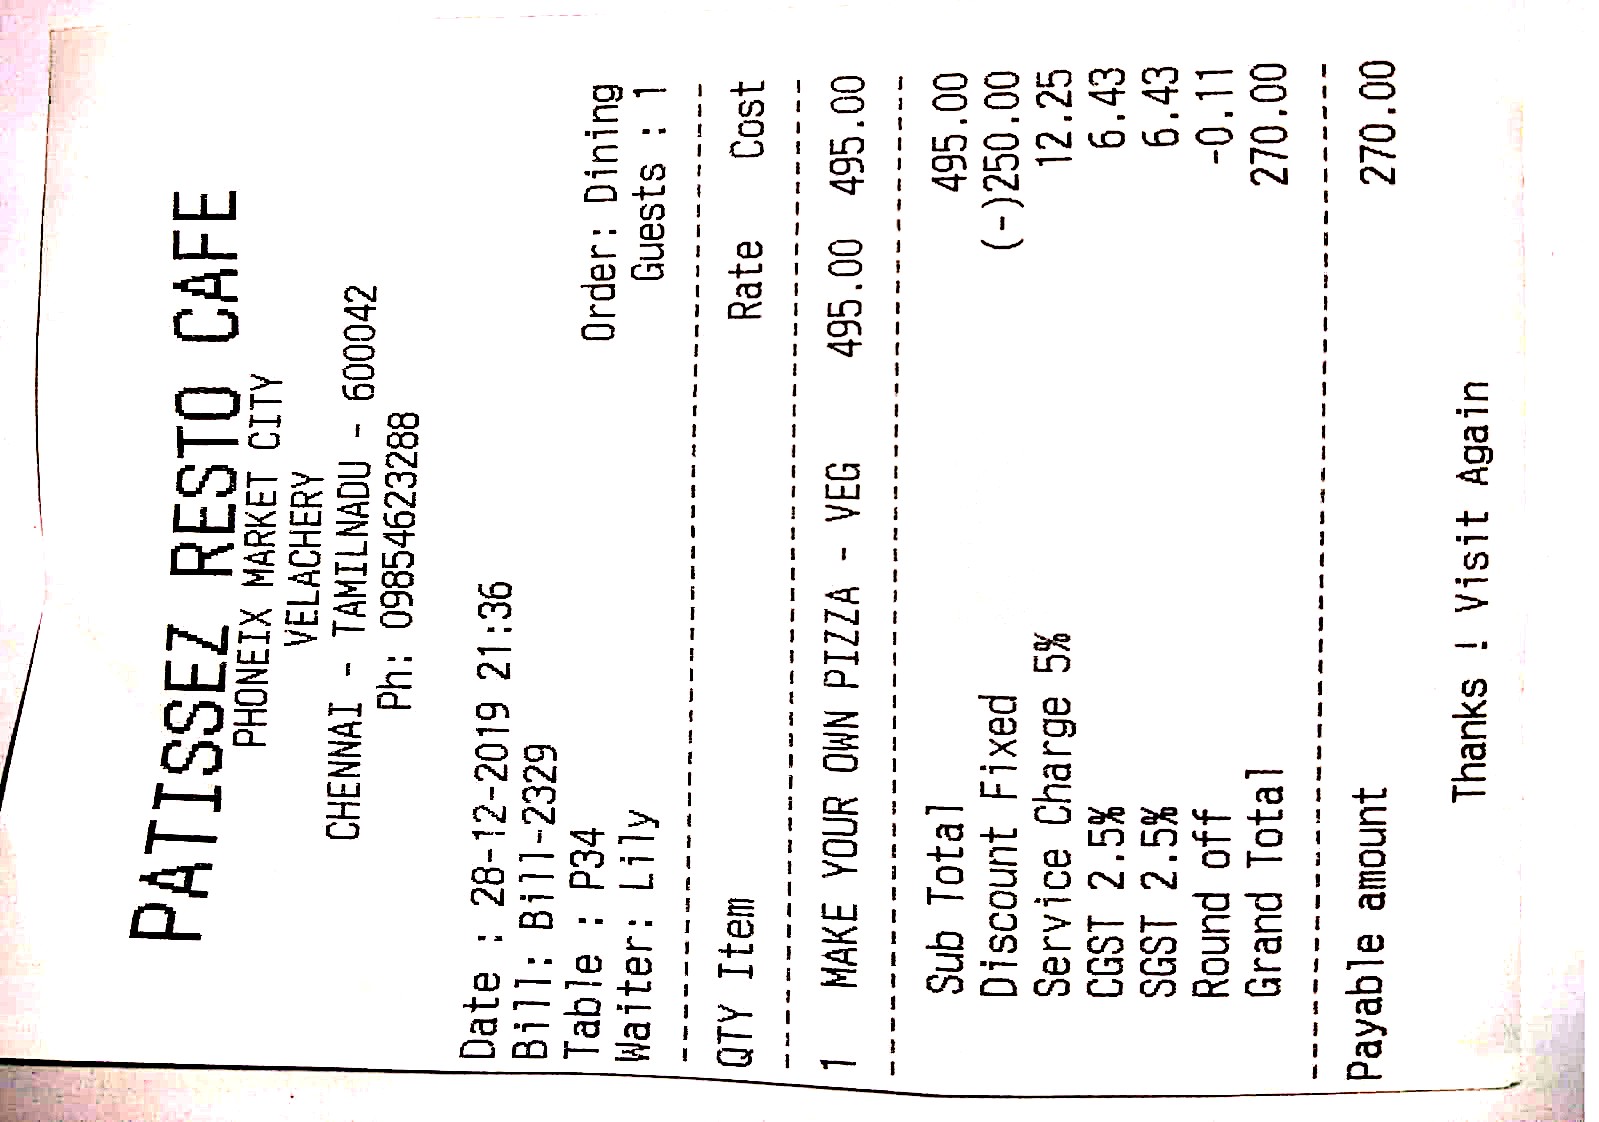 PATISSEZ RESTO CAFE
PHONEIX MARKET CITY
VELACHERY
CHENNAI - TAMILNADU - 600042
Ph: 09854623288
Date : 28-12-2019 21:36
Bill: Bill-2329
Table : P34 Order: Dining
Waiter: Lily Guests : 1
QTY Item Rate Cost
1 MAKE YOUR OWN PIZZA - VEG 495.00 495.00
Sub Total 495.00
Discount Fixed (-)250.00
Service Charge 5% 12.25
CGST 2.5% 6.43
SGST 2.5% 6.43
Round off -0.11
Grand Total 270.00
Payable amount 270.00
Thanks ! Visit Again